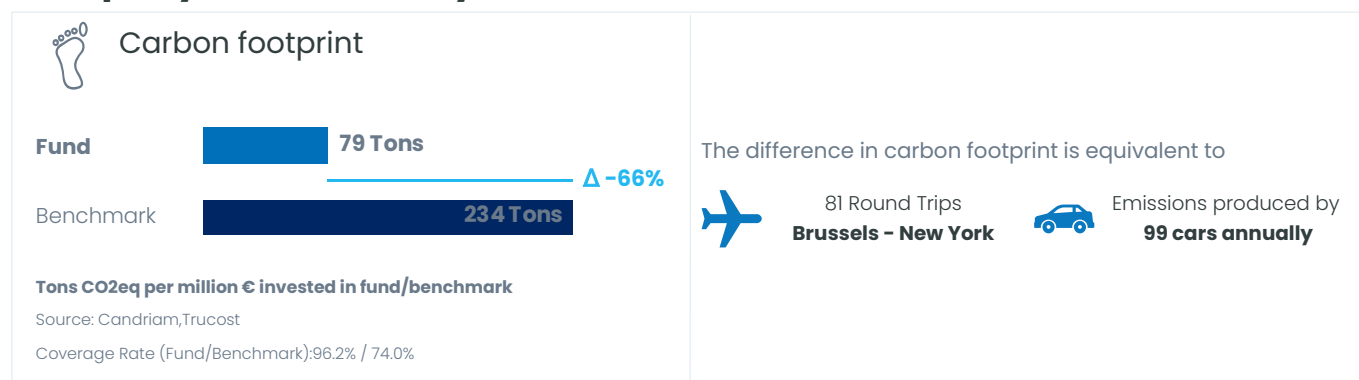 Carbon footprint
Fund
79 Tons
Δ -66%
Benchmark
234 Tons
Tons CO2eq per million € invested in fund/benchmark
Source: Candriam,Trucost
Coverage Rate (Fund/Benchmark):96.2% / 74.0%
The difference in carbon footprint is equivalent to
81 Round Trips
Brussels - New York
Emissions produced by
99 cars annually